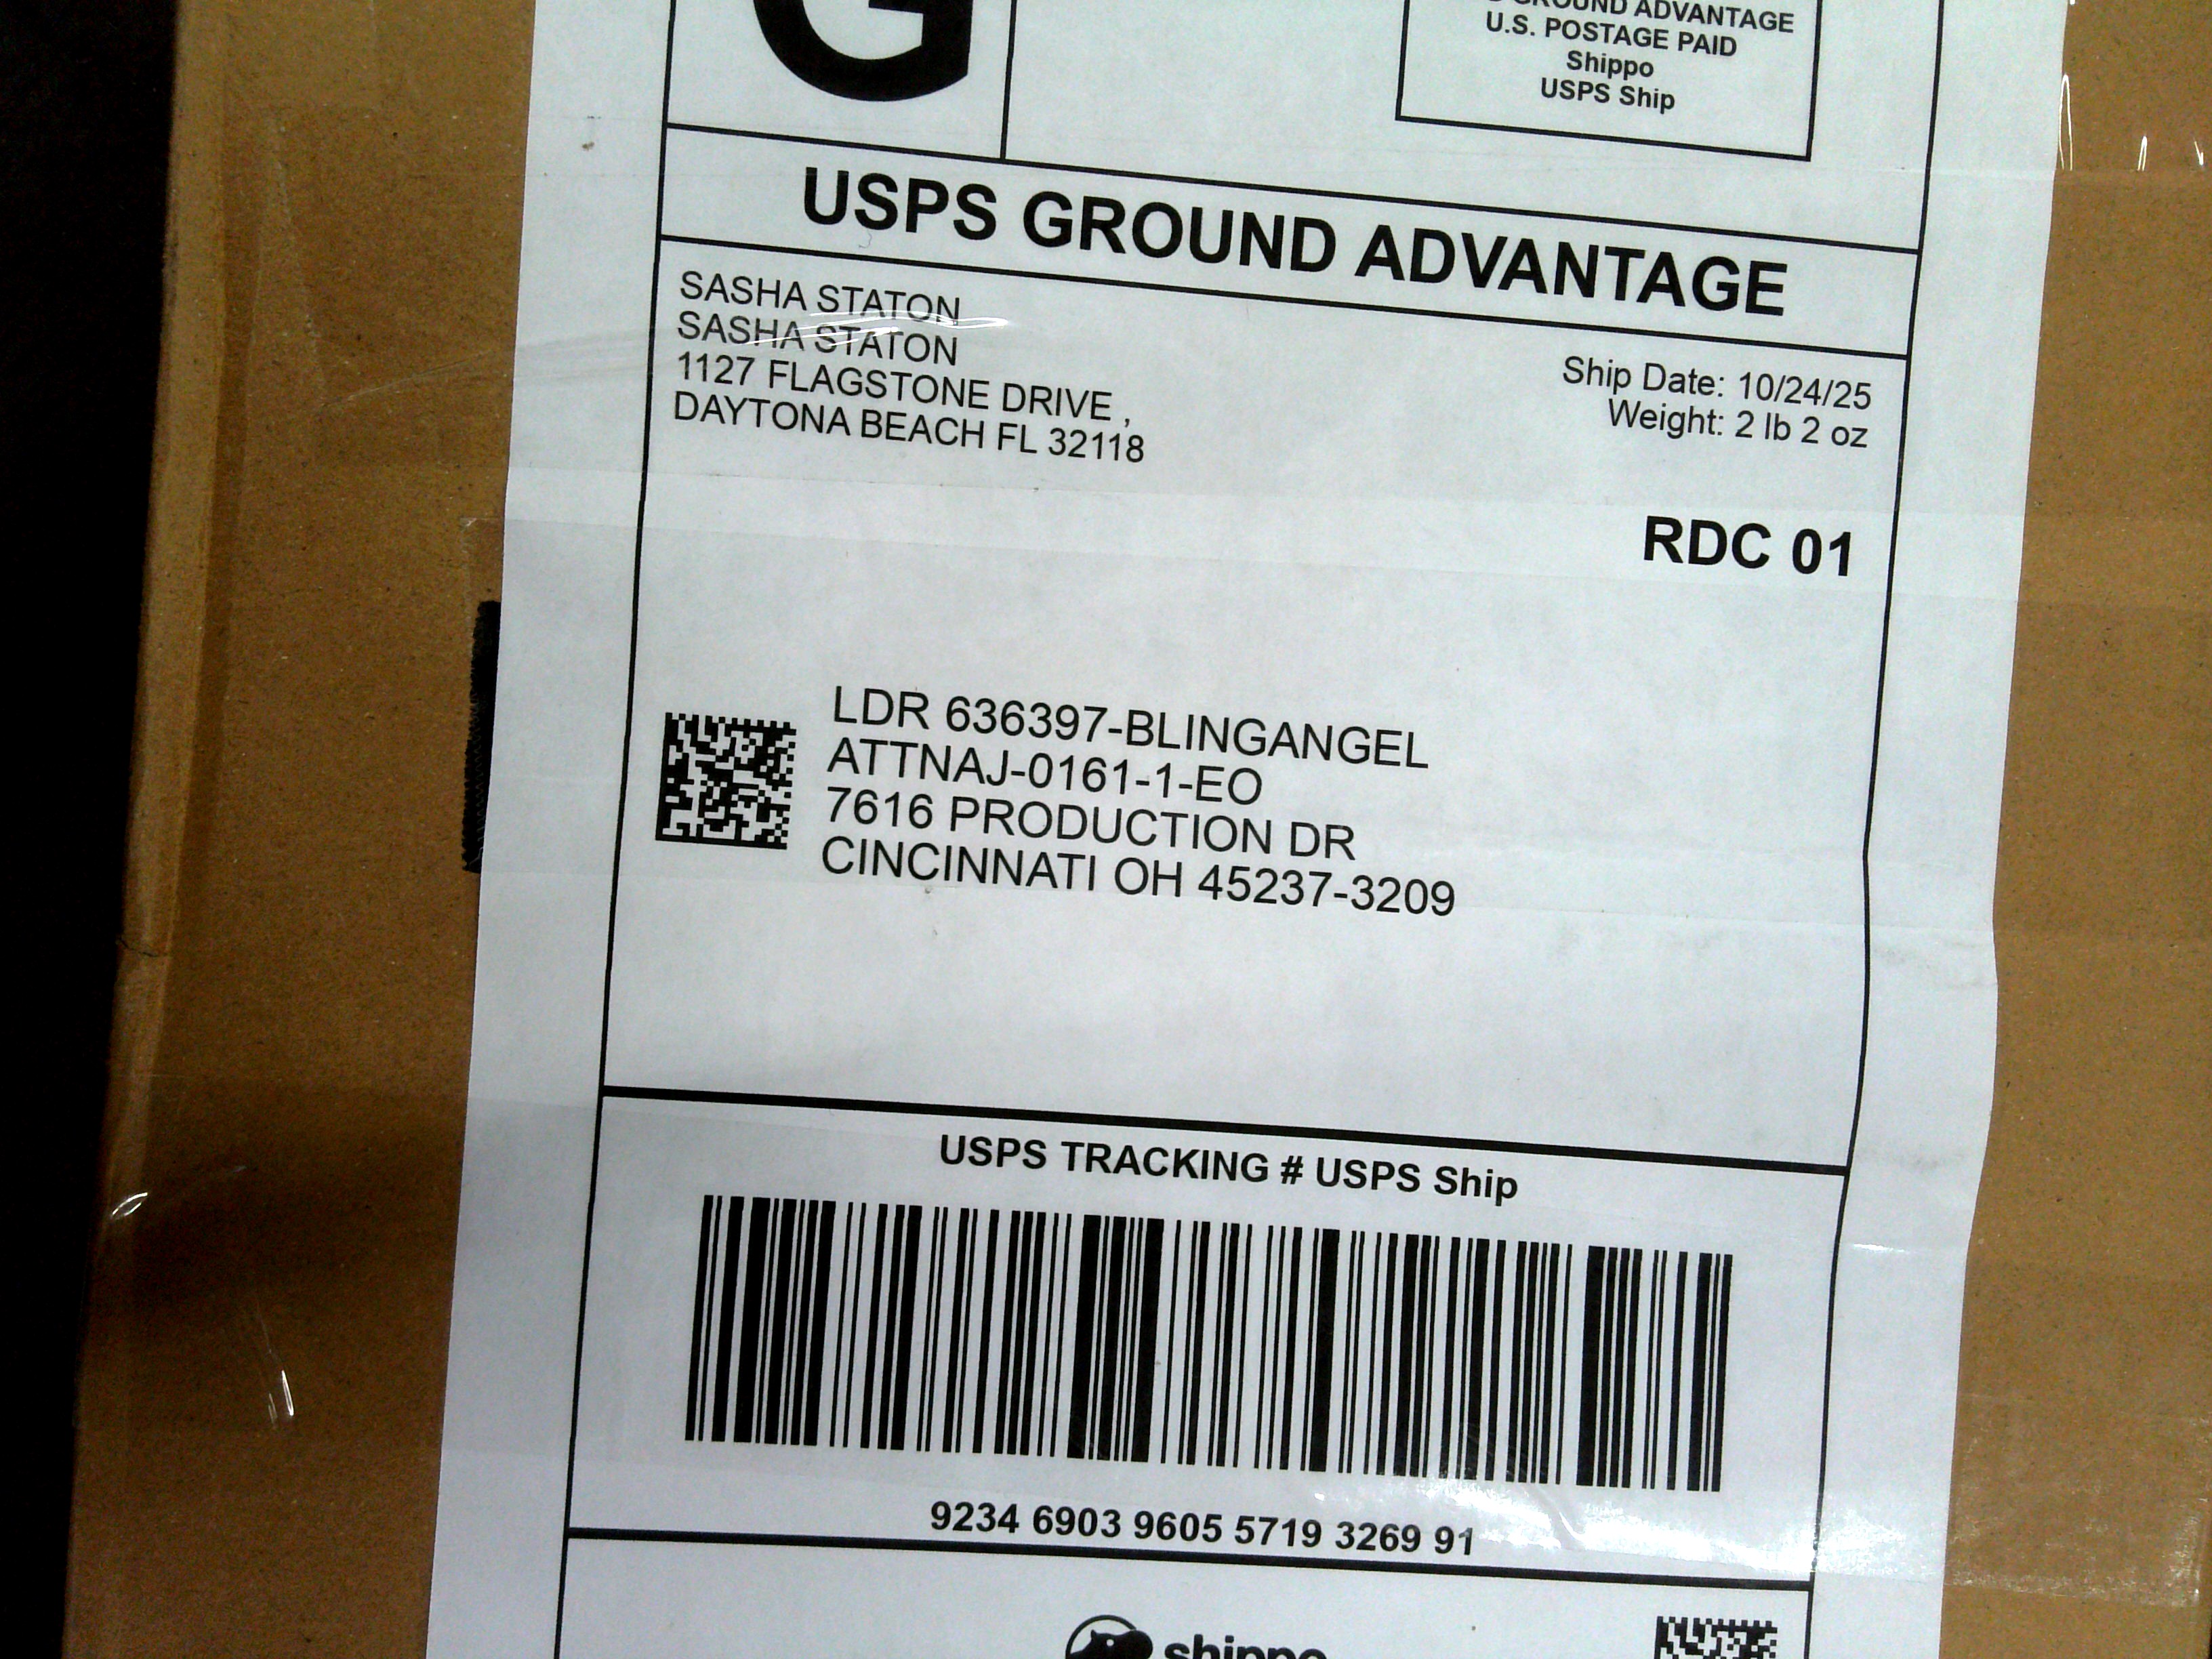 G
GROUND ADVANTAGE
U.S. POSTAGE PAID
Shippo
USPS Ship
USPS GROUND ADVANTAGE
SASHA STATON
SASHA STATON
1127 FLAGSTONE DRIVE ,
DAYTONA BEACH FL 32118
Ship Date: 10/24/25
Weight: 2 lb 2 oz
RDC 01
LDR 636397-BLINGANGEL
ATTNAJ-0161-1-EO
7616 PRODUCTION DR
CINCINNATI OH 45237-3209
USPS TRACKING # USPS Ship
9234 6903 9605 5719 3269 91
shippo